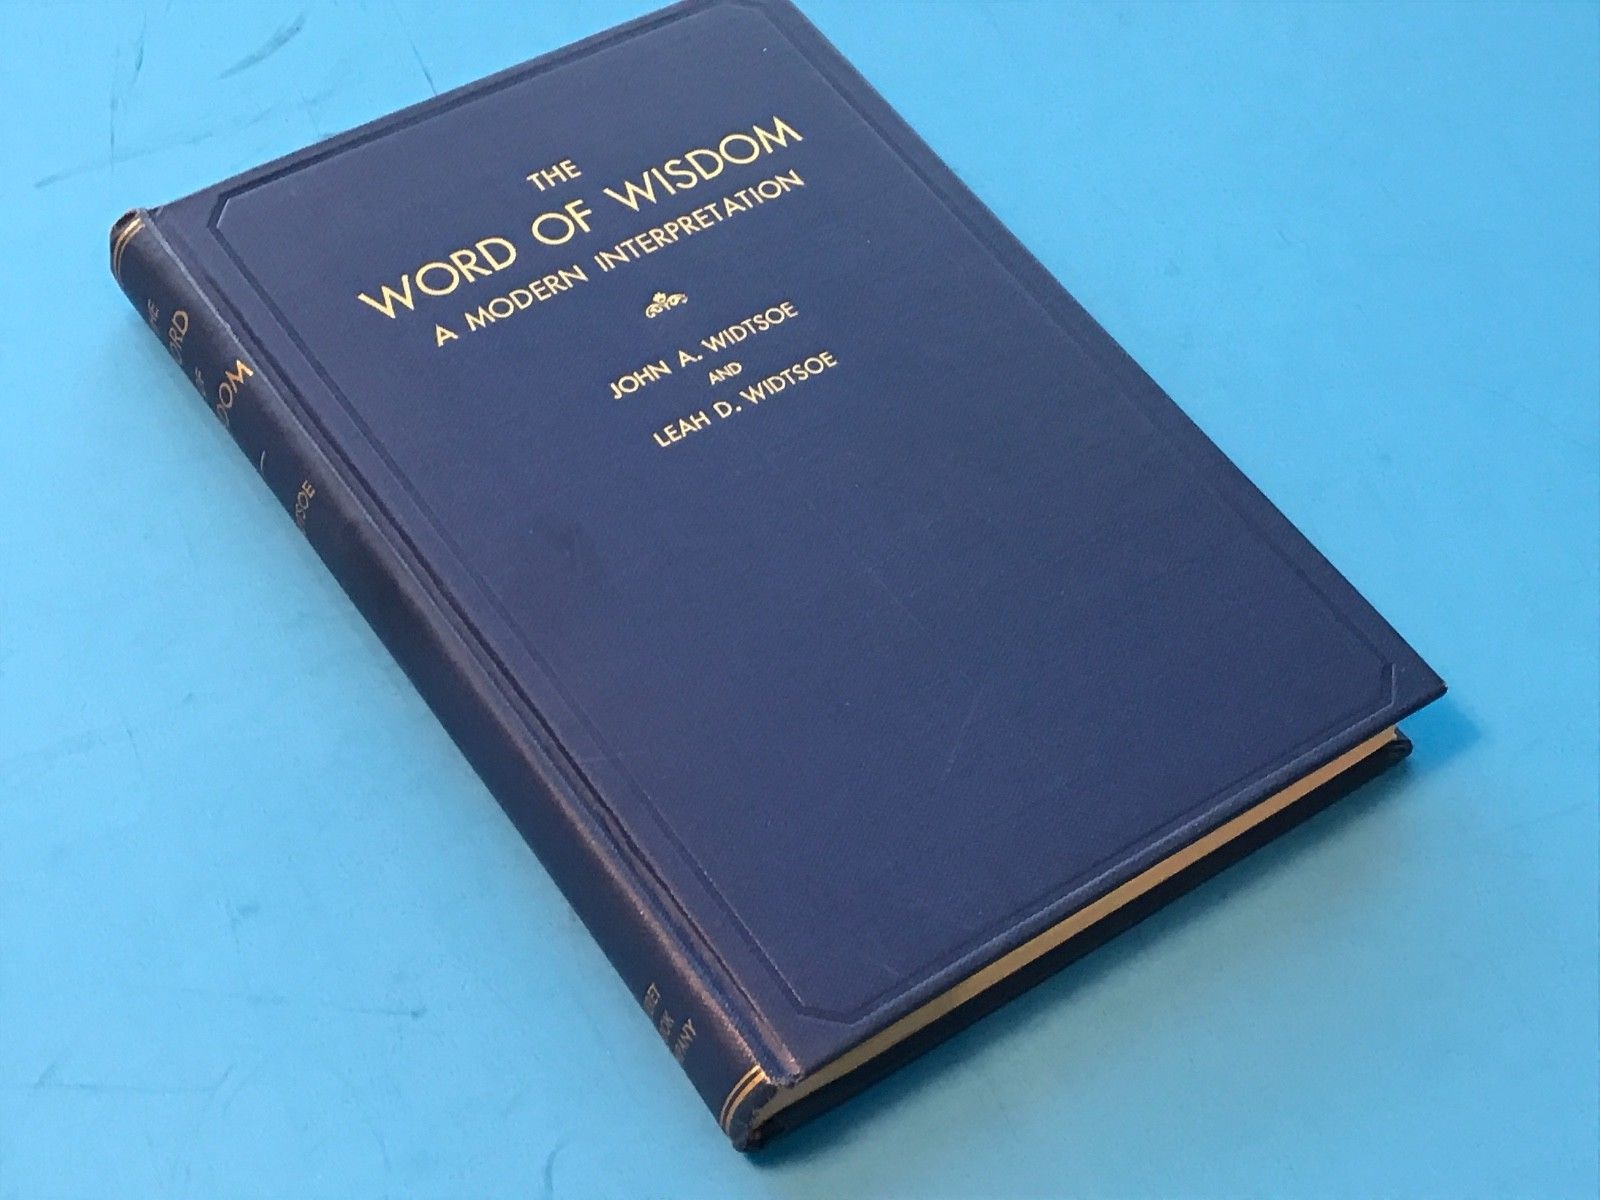 THE
WORD OF WISDOM
A MODERN INTERPRETATION
JOHN A. WIDTSOE
AND
LEAH D. WIDTSOE